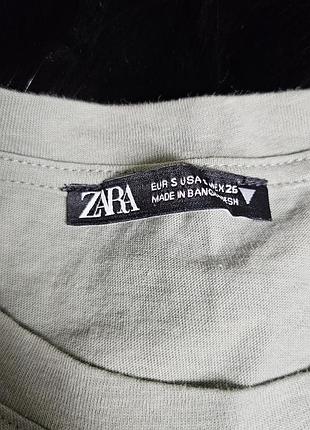 ZARA
EUR S USA MEX 26
MADE IN BANGLADESH